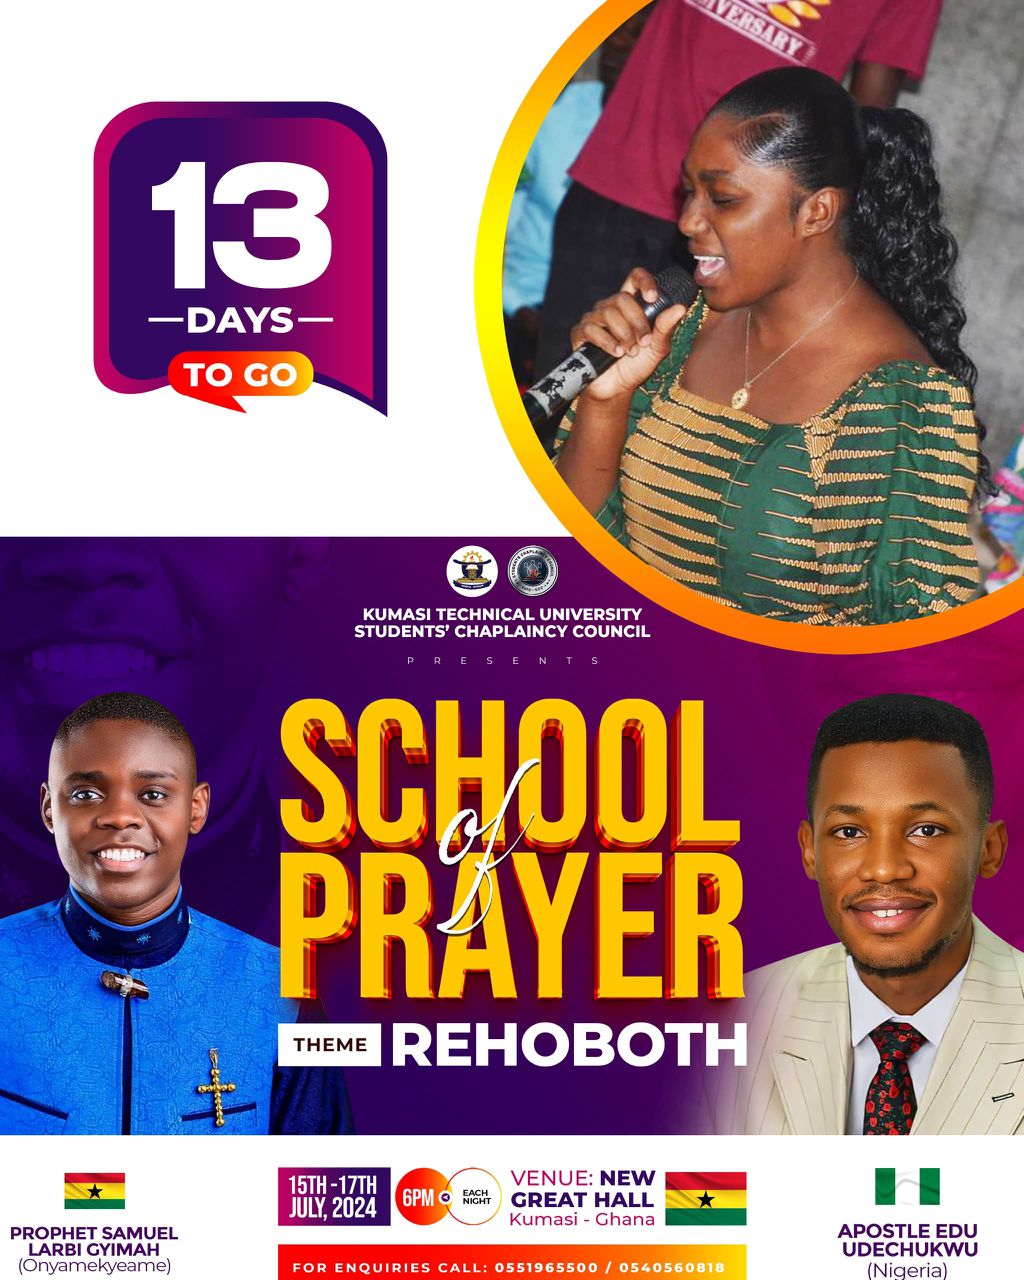 VERSARY
13
DAYS
TO GO
KUMASI TECHNICAL UNIVERSITY
STUDENTS' CHAPLAINCY COUNCIL
PRESENTS
SCHOOL
of
PRAYER
THEME REHOBOTH
15TH -17TH
JULY, 2024
6PM
EACH
NIGHT
VENUE: NEW
GREAT HALL
Kumasi - Ghana
PROPHET SAMUEL
LARBI GYIMAH
(Onyamekyeame)
APOSTLE EDU
UDECHUKWU
(Nigeria)
FOR ENQUIRIES CALL: 0551965500 / 0540560818